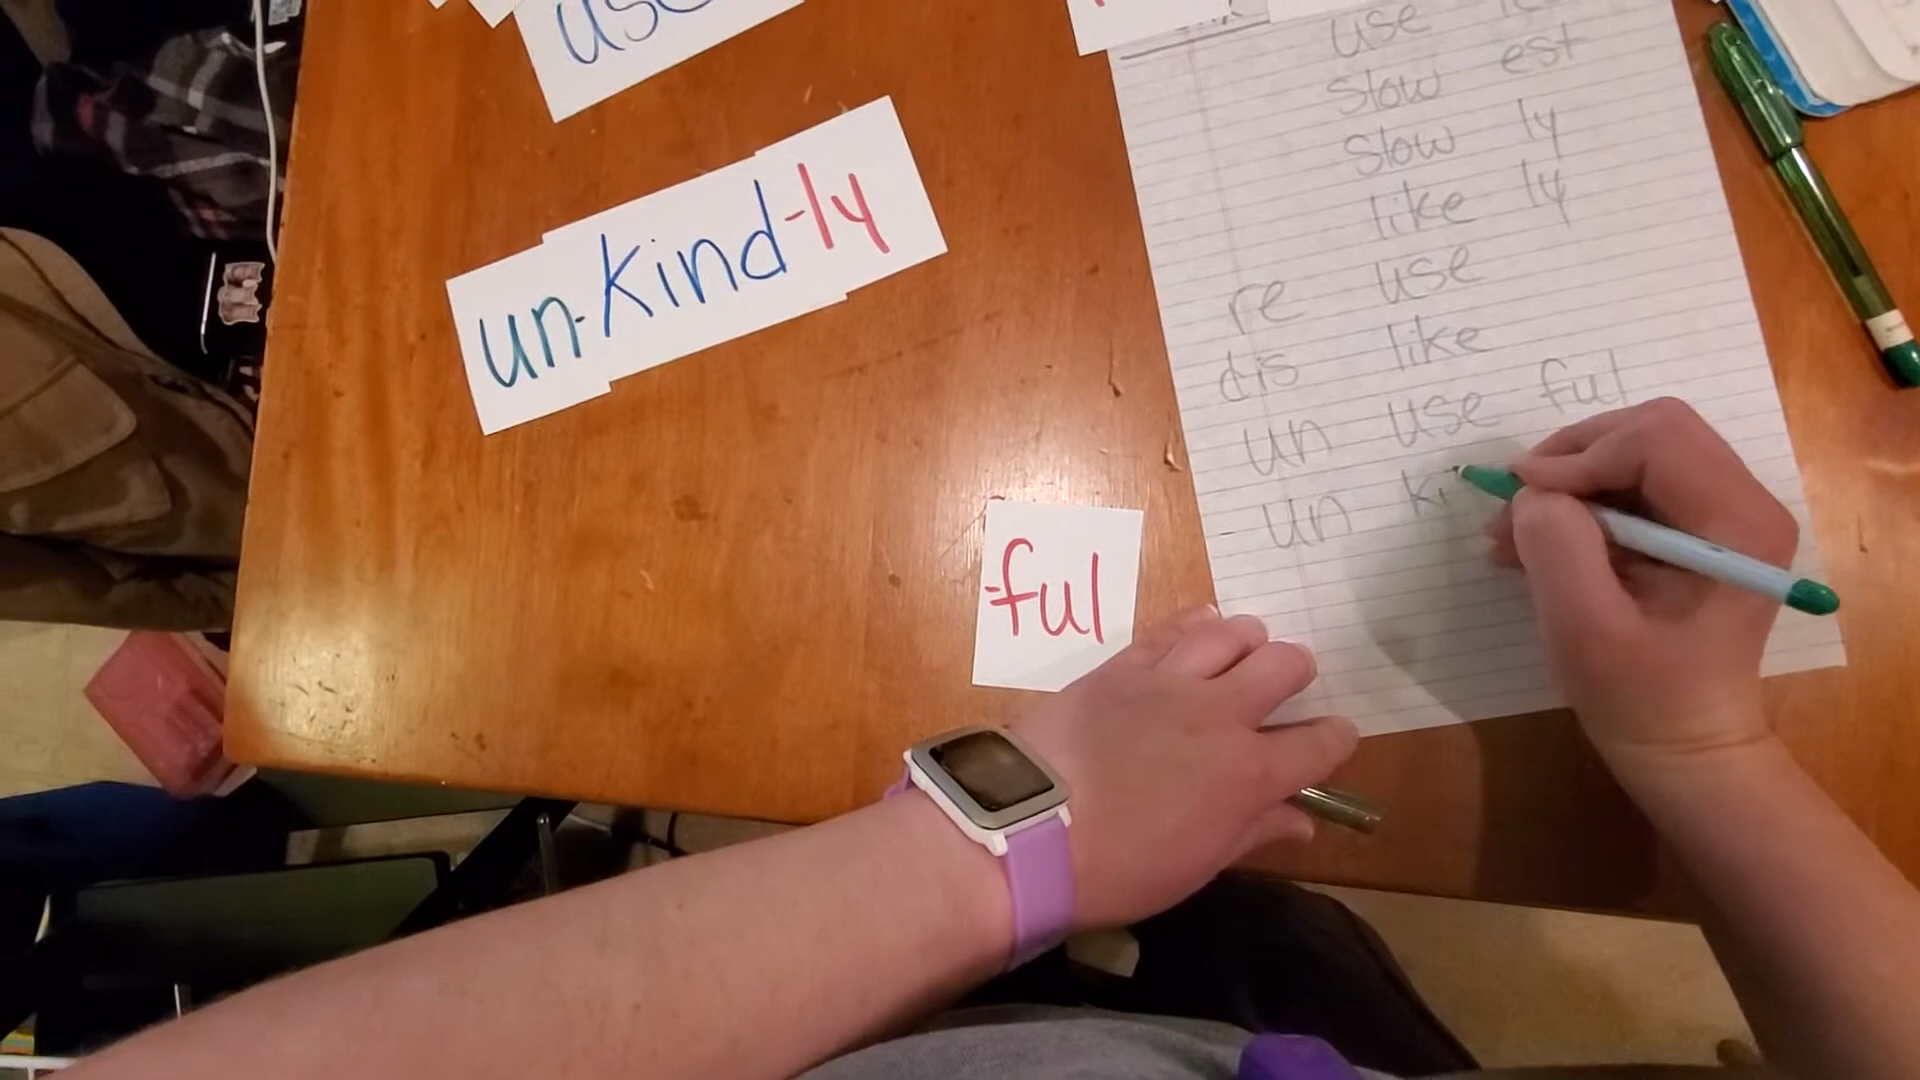 use
use
slow est
slow ly
like ly
re use
dis like
un use ful
un ki
un-kind-ly
-ful